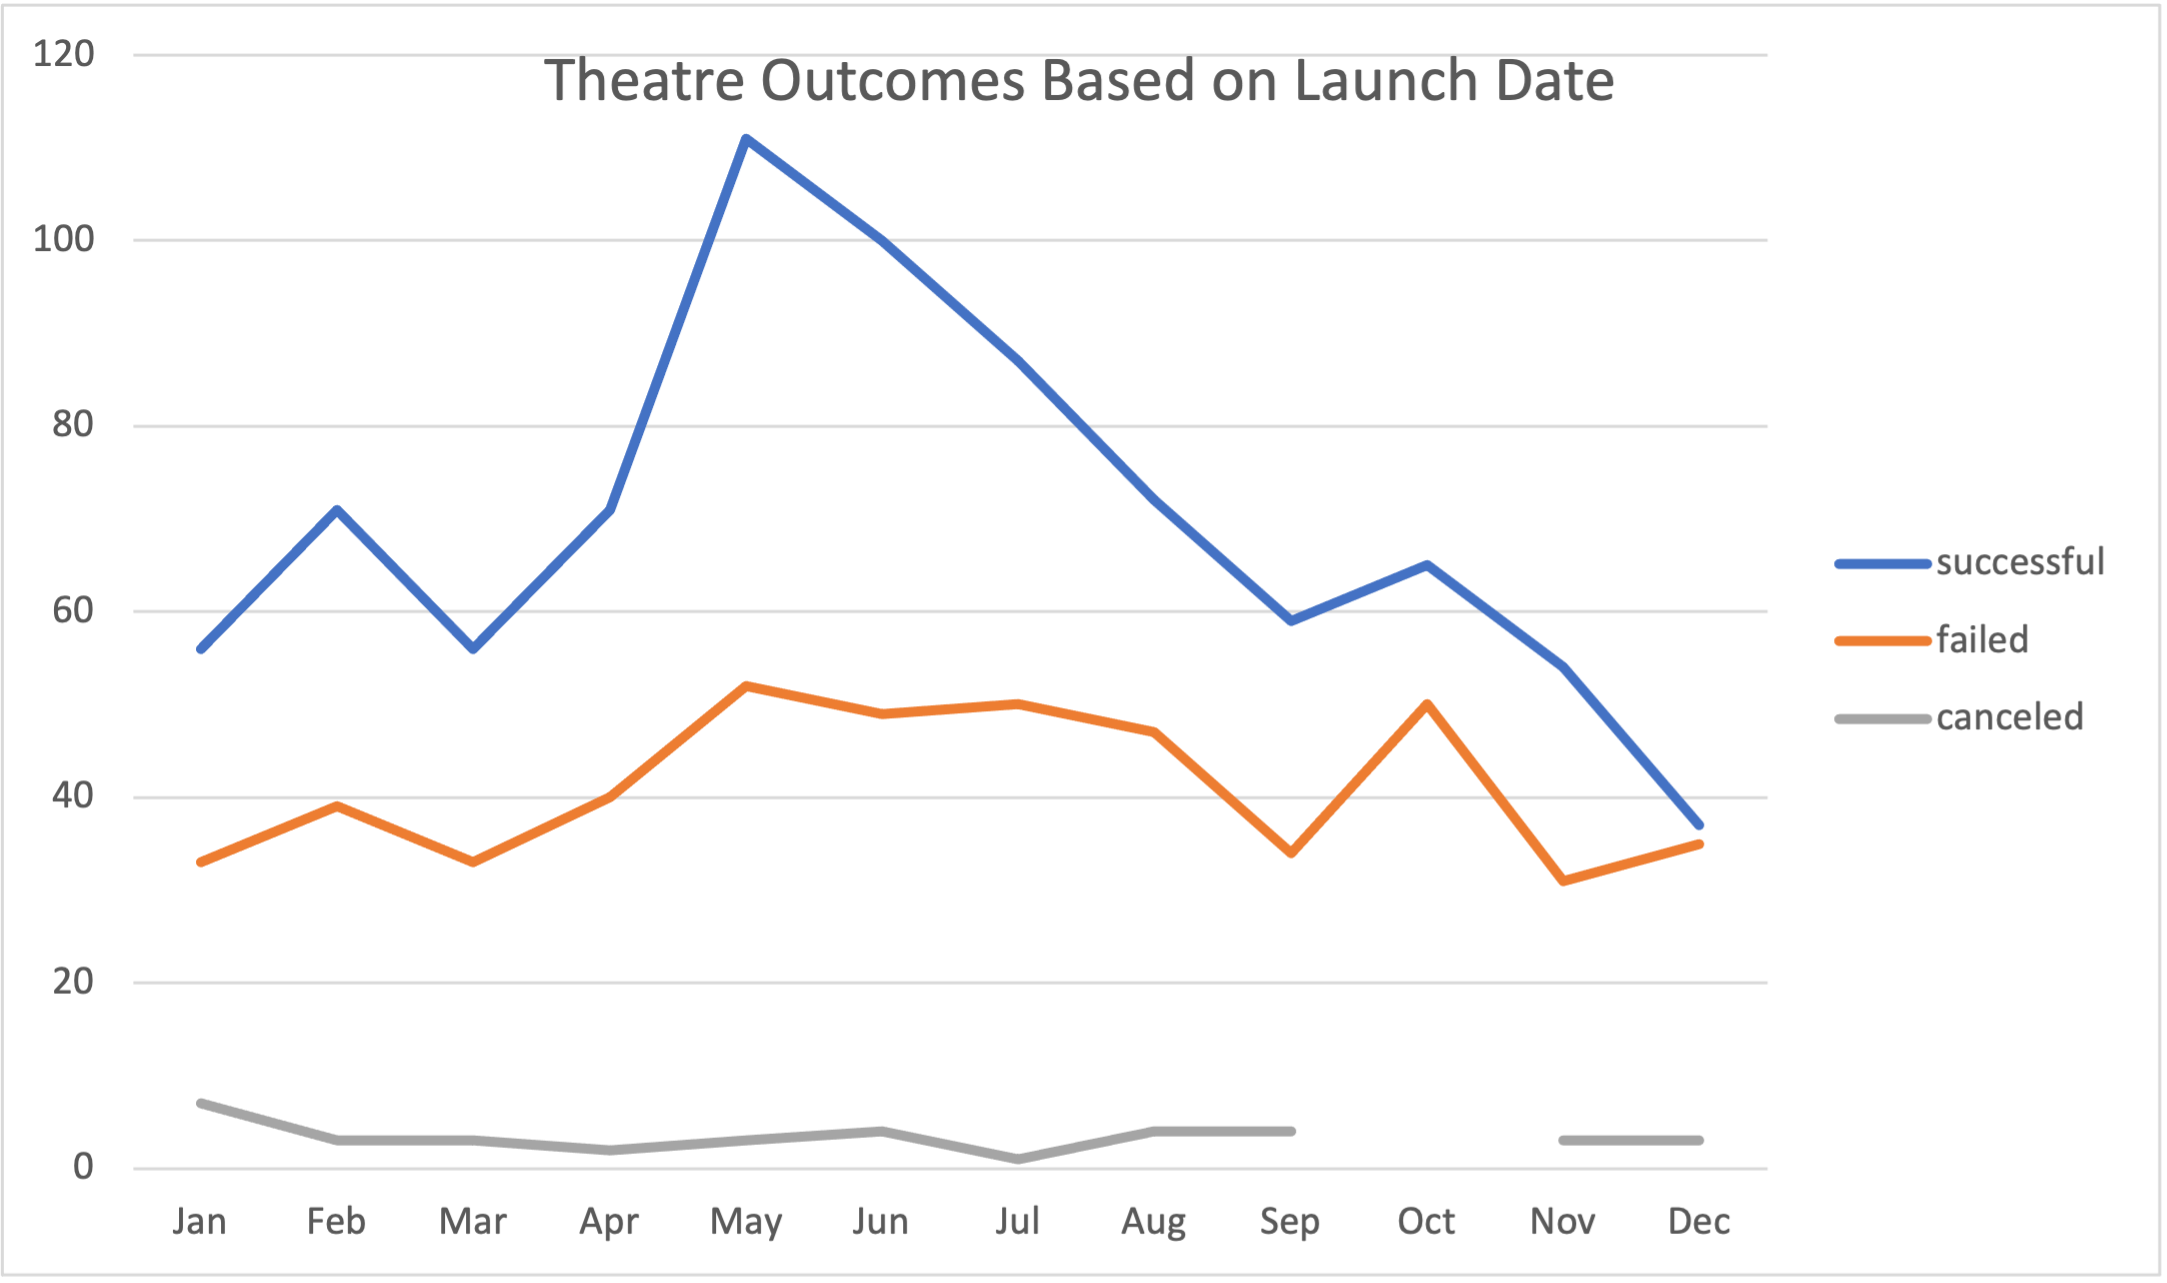 Theatre Outcomes Based on Launch Date
120
100
80
60
40
20
0
Jan Feb Mar Apr May Jun Jul Aug Sep Oct Nov Dec
successful
failed
canceled